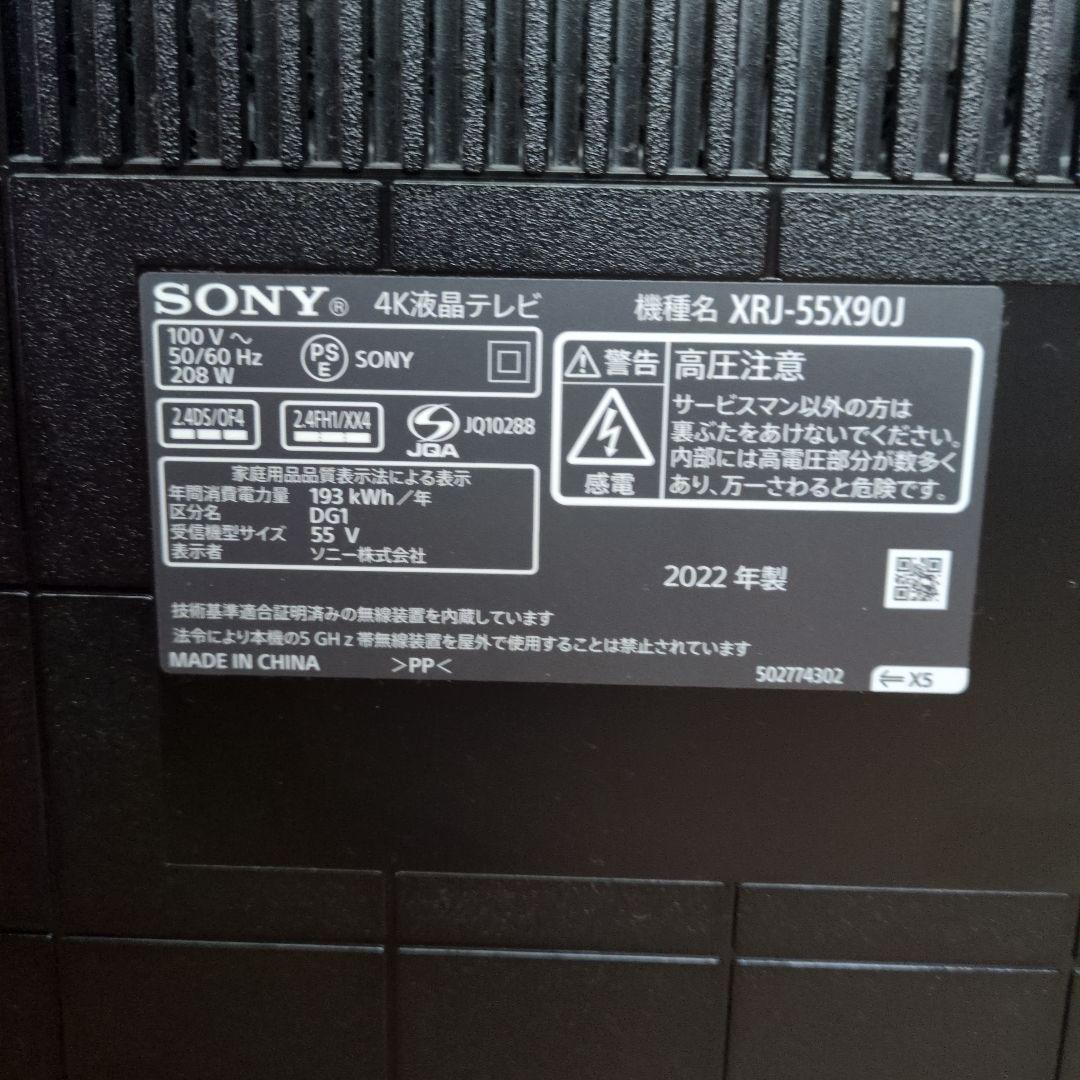 SONY® 4K液晶テレビ 機種名 XRJ-55X90J
100 V ～
50/60 Hz
208 W
PS
E
SONY
2.4DS/OF4
2.4FH1/XX4
JQA
JQ10288
家庭用品品質表示法による表示
年間消費電力量 193 kWh／年
区分名 DG1
受信機型サイズ 55 V
表示者 ソニー株式会社
警告
感電
高圧注意
サービスマン以外の方は
裏ぶたをあけないでください。
内部には高電圧部分が数多く
あり、万一さわると危険です。
2022 年製
技術基準適合証明済みの無線装置を内蔵しています
法令により本機の5 GHz 帯無線装置を屋外で使用することは禁止されています
MADE IN CHINA >PP< 502774302 ⇐ X5